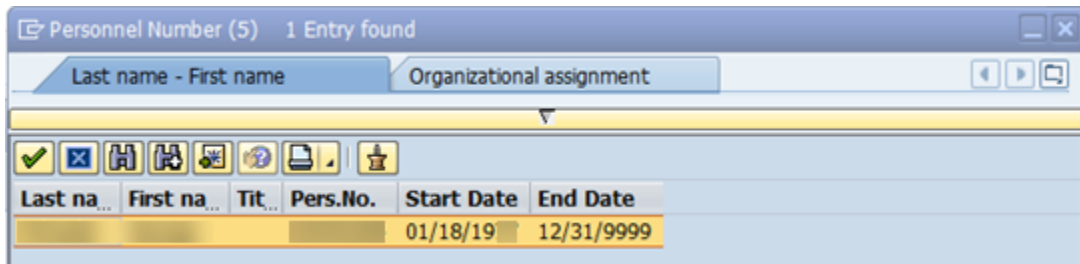 Personnel Number (5) 1 Entry found
Last name - First name Organizational assignment
Last na... First na... Tit... Pers.No. Start Date End Date
01/18/19 12/31/9999